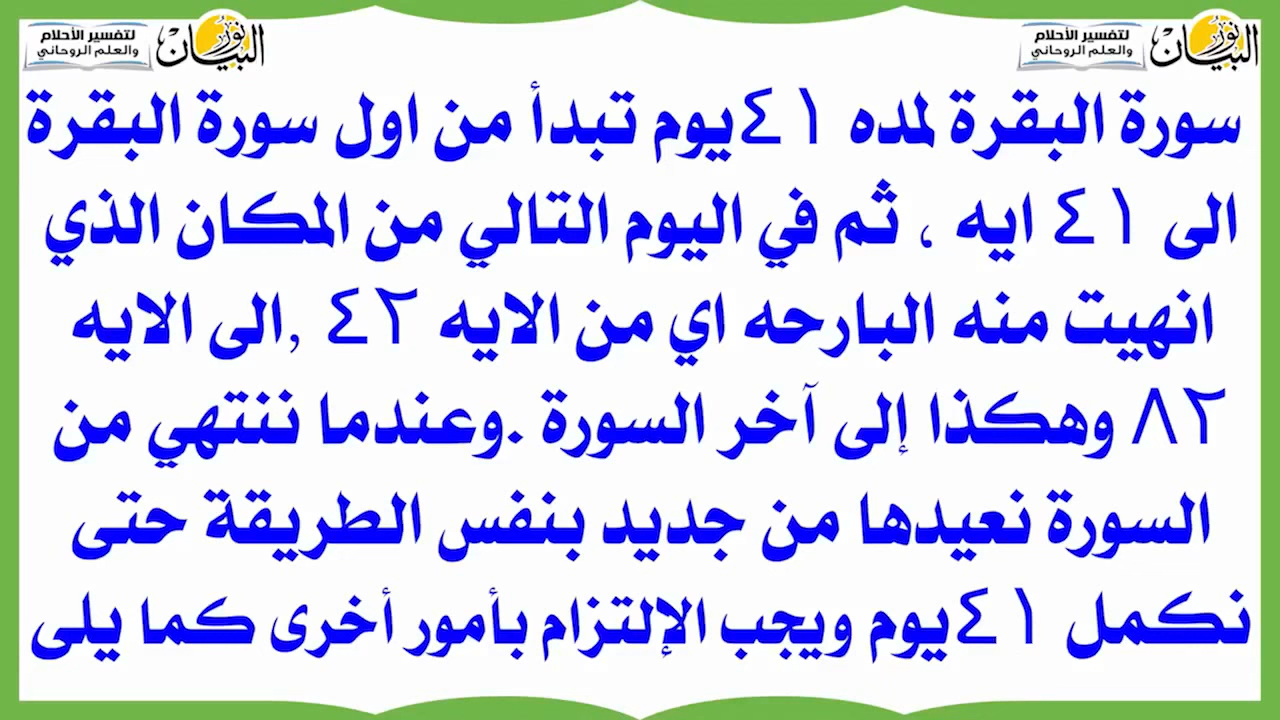 لتفسير الأحلام
والعلم الروحاني
نور البيان
لتفسير الأحلام
والعلم الروحاني
نور البيان
سورة البقرة لمده ٤١يوم تبدأ من اول سورة البقرة
الى ٤١ ايه ، ثم في اليوم التالي من المكان الذي
انهيت منه البارحه اي من الايه ٤٢ ,الى الايه
٨٢ وهكذا إلى آخر السورة .وعندما ننتهي من
السورة نعيدها من جديد بنفس الطريقة حتى
نكمل ٤١يوم ويجب الإلتزام بأمور أخرى كما يلى